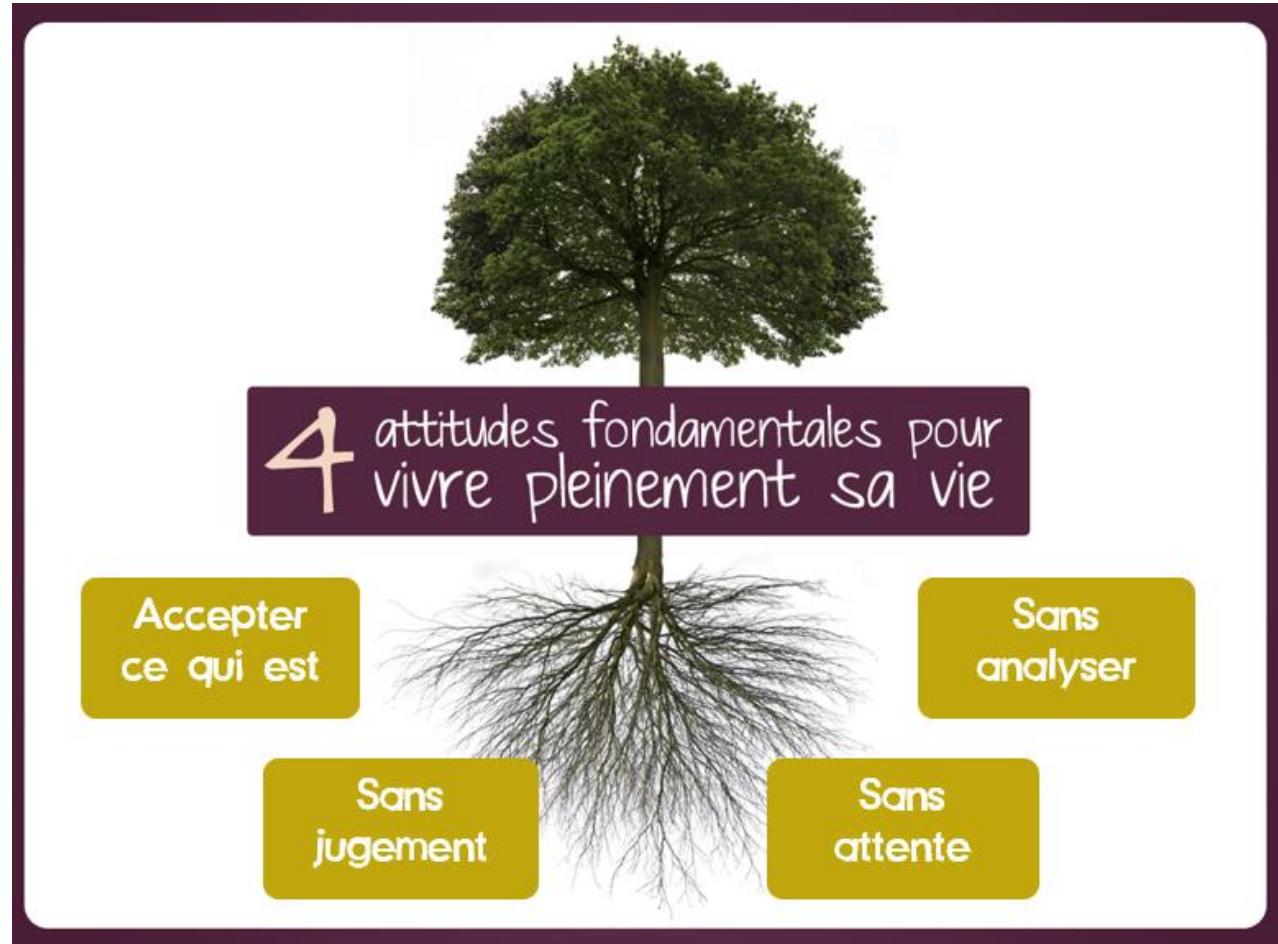 4 attitudes fondamentales pour
vivre pleinement sa vie
Accepter
ce qui est
Sans
jugement
Sans
attente
Sans
analyser